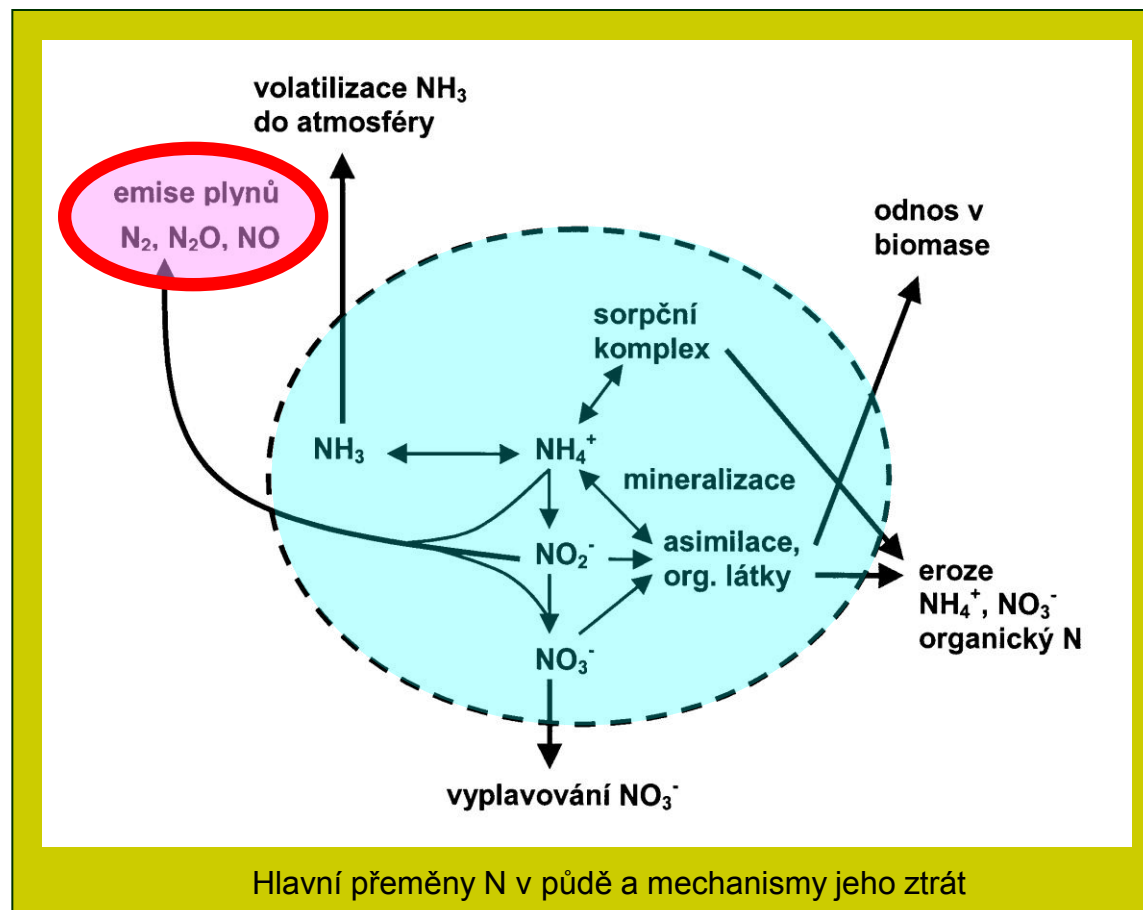 volatilizace NH₃
do atmosféry
emise plynů
N₂, N₂O, NO
odnos v
biomase
sorpční
komplex
NH₃
NH₄⁺
mineralizace
NO₂⁻
asimilace,
org. látky
eroze
NH₄⁺, NO₃⁻
organický N
NO₃⁻
vyplavování NO₃⁻
Hlavní přeměny N v půdě a mechanismy jeho ztrát